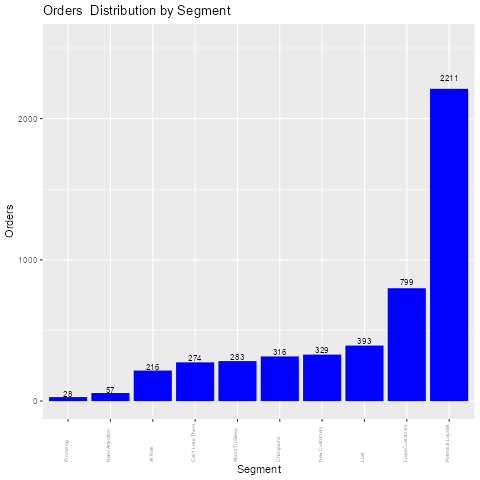 Orders  Distribution by Segment
2211
2000
Orders
1000
799
393
329
316
283
274
216
57
28
0
Promising
Need Attention
At Risk
Can't Lose Them
About To Sleep
Champions
New Customers
Lost
Loyal Customers
Potential Loyalist
Segment